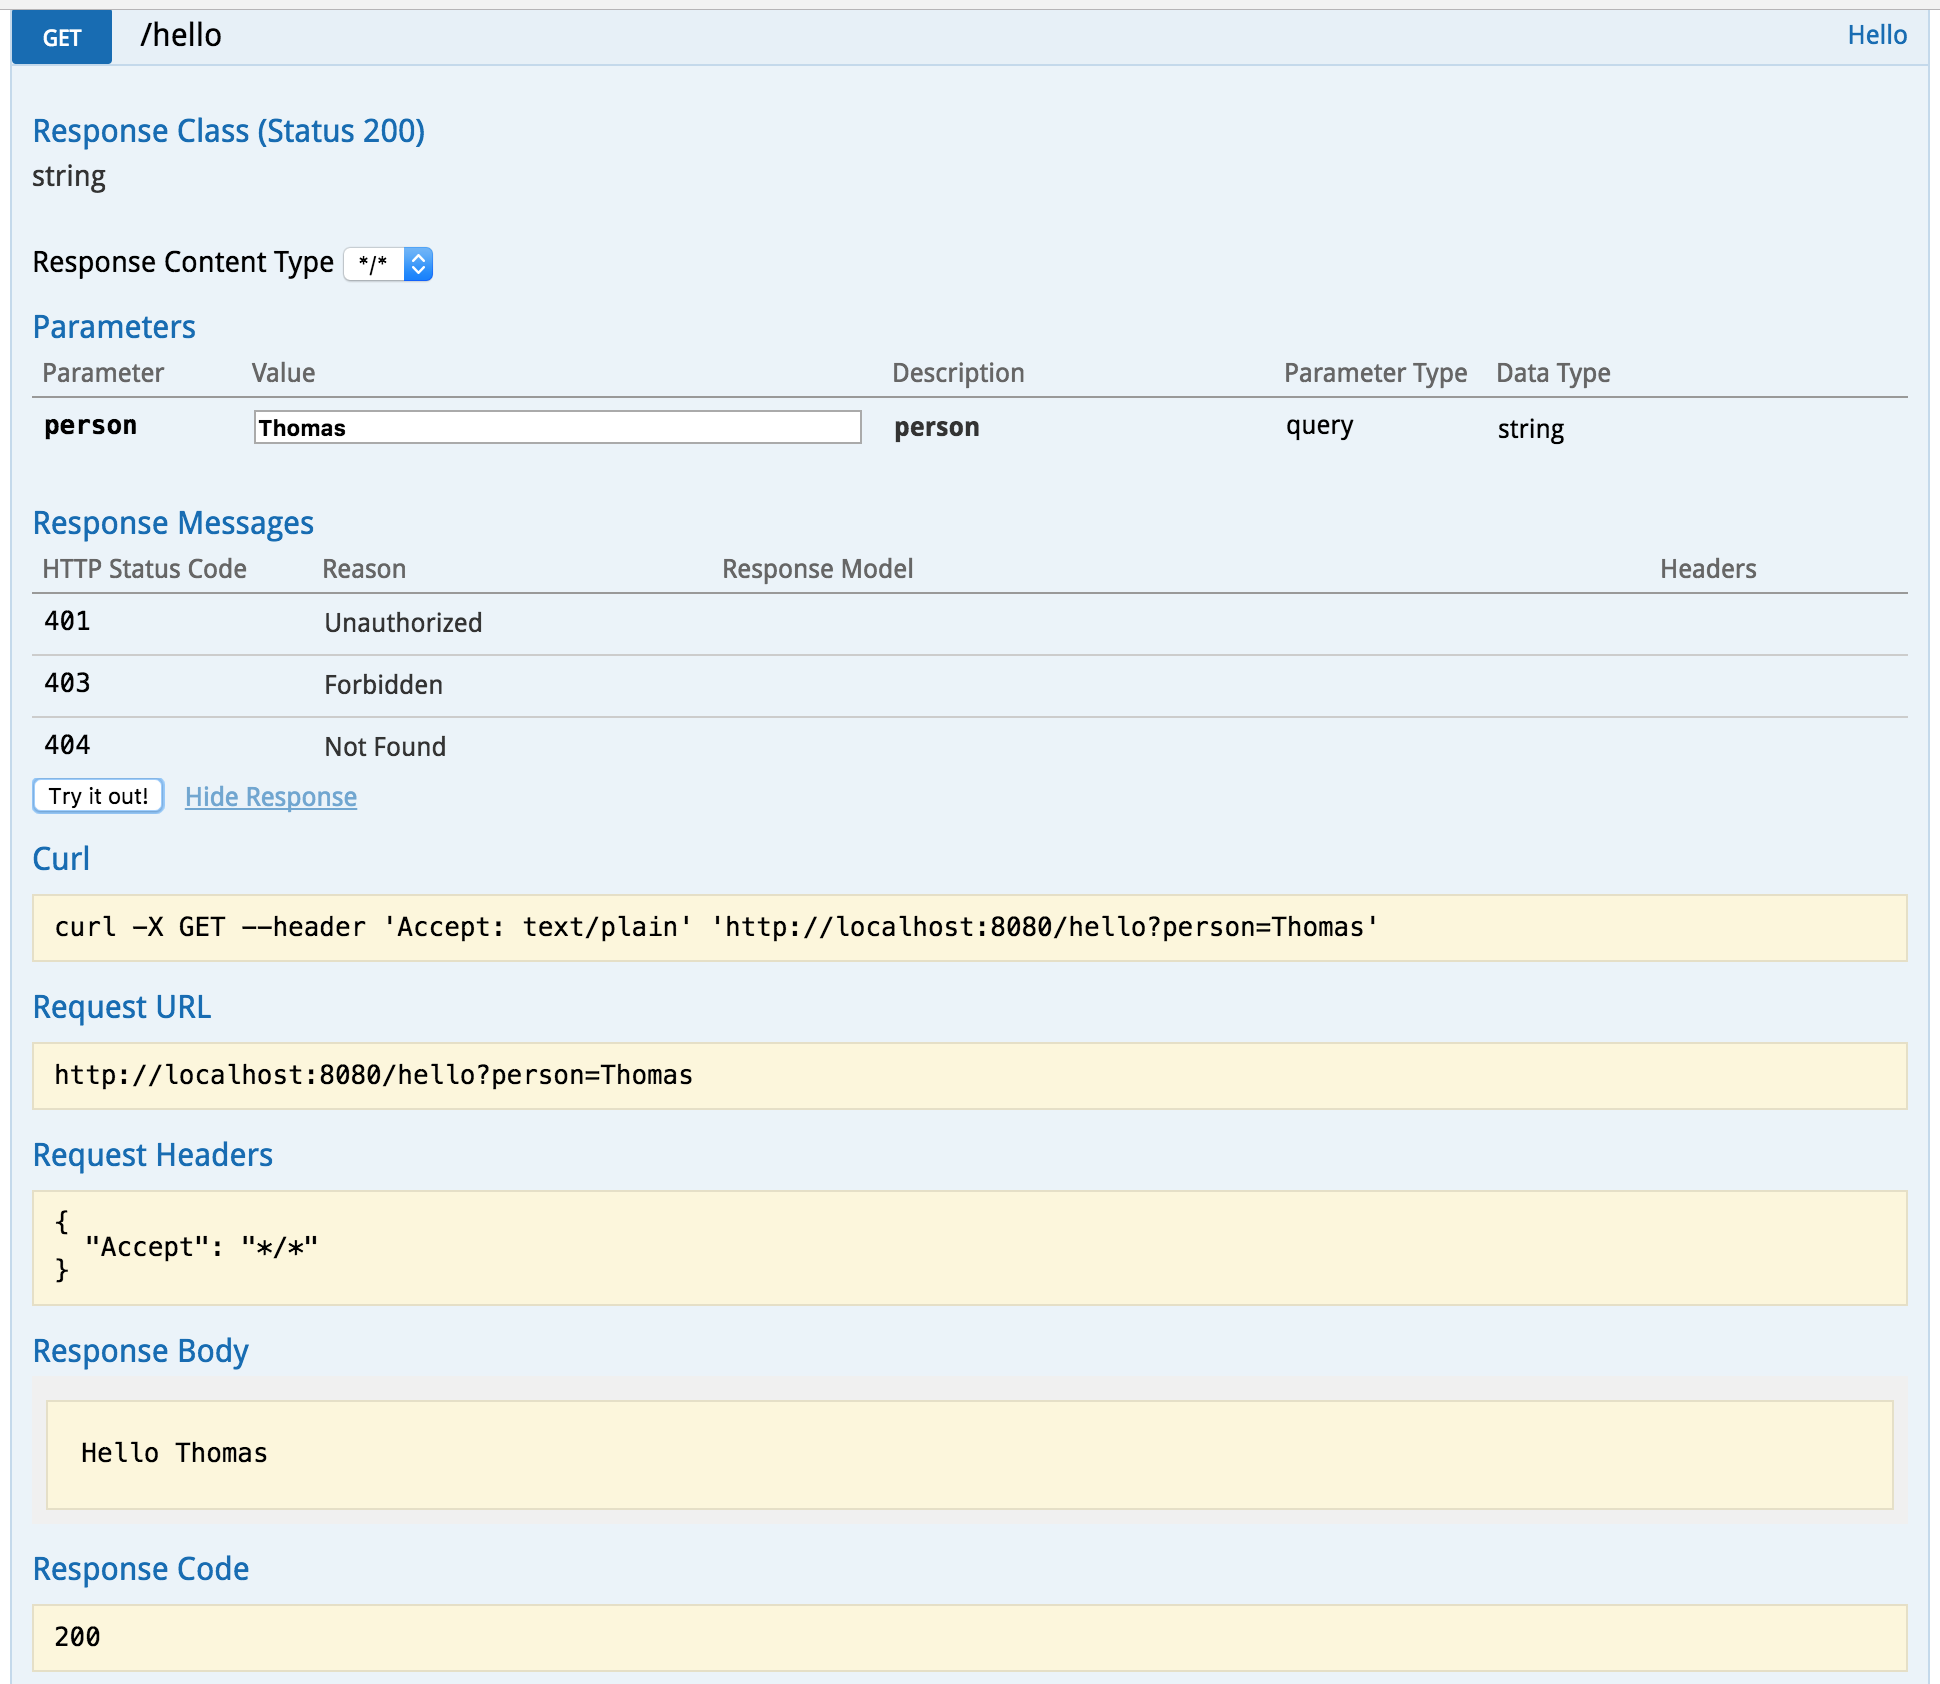 GET /hello Hello
Response Class (Status 200)
string
Response Content Type */*
Parameters
Parameter Value Description Parameter Type Data Type
person Thomas person query string
Response Messages
HTTP Status Code Reason Response Model Headers
401 Unauthorized
403 Forbidden
404 Not Found
Try it out! Hide Response
Curl
curl -X GET --header 'Accept: text/plain' 'http://localhost:8080/hello?person=Thomas'
Request URL
http://localhost:8080/hello?person=Thomas
Request Headers
{
  "Accept": "*/*"
}
Response Body
Hello Thomas
Response Code
200